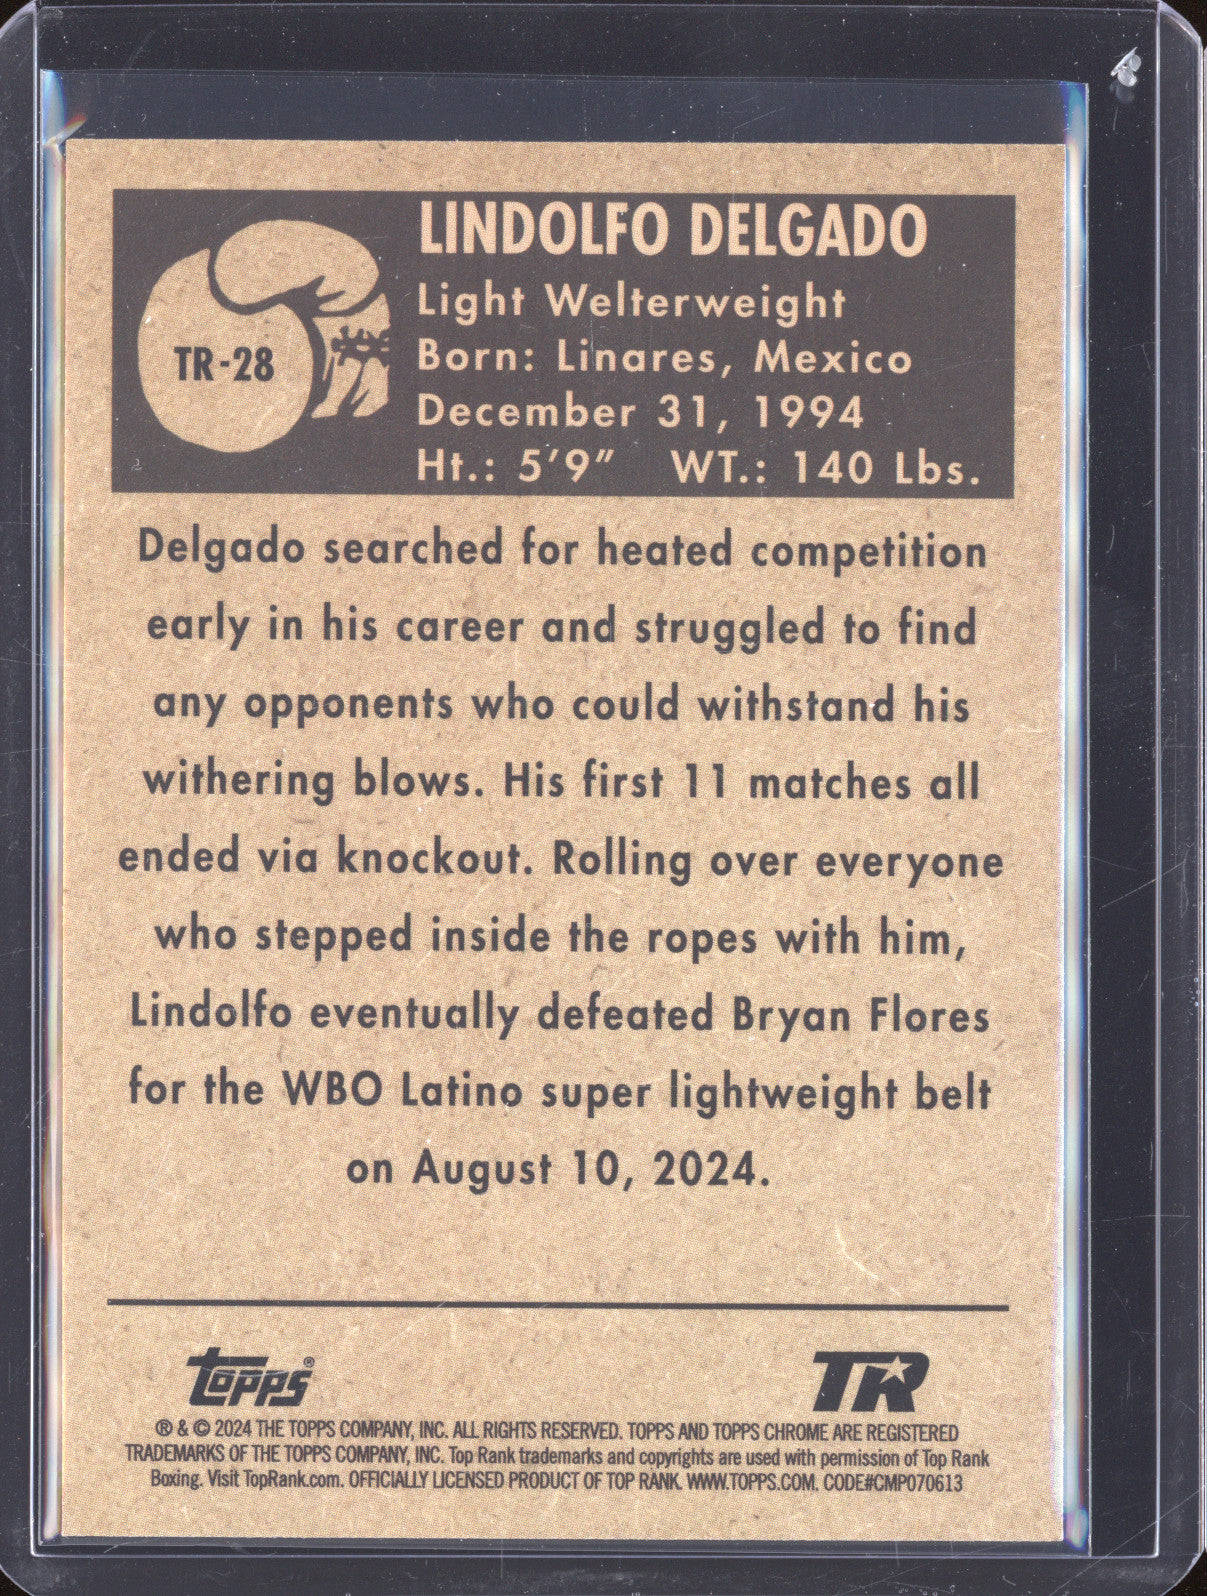 LINDOLFO DELGADO
Light Welterweight
TR-28
Born: Linares, Mexico
December 31, 1994
Ht.: 5'9" WT.: 140 Lbs.
Delgado searched for heated competition
early in his career and struggled to find
any opponents who could withstand his
withering blows. His first 11 matches all
ended via knockout. Rolling over everyone
who stepped inside the ropes with him,
Lindolfo eventually defeated Bryan Flores
for the WBO Latino super lightweight belt
on August 10, 2024.
Topps®
TR
® & © 2024 THE TOPPS COMPANY, INC. ALL RIGHTS RESERVED. TOPPS AND TOPPS CHROME ARE REGISTERED
TRADEMARKS OF THE TOPPS COMPANY, INC. Top Rank trademarks and copyrights are used with permission of Top Rank
Boxing. Visit TopRank.com. OFFICIALLY LICENSED PRODUCT OF TOP RANK. WWW.TOPPS.COM. CODE#CMP070613